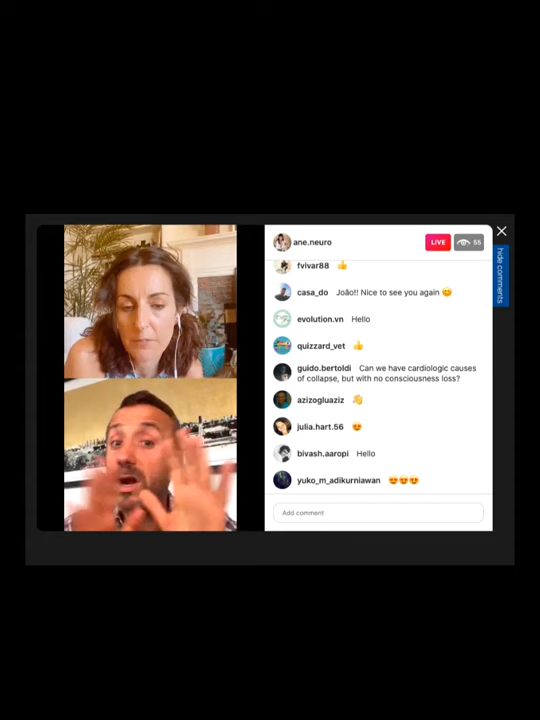 ane.neuro
LIVE
55
hide comments
fvivar88 👍
casa_do João!! Nice to see you again 😊
evolution.vn Hello
quizzard_vet 👍
guido.bertoldi Can we have cardiologic causes
of collapse, but with no consciousness loss?
azizogluaziz 👋
julia.hart.56 😍
bivash.aaropi Hello
yuko_m_adikurniawan 😍😍😍
Add comment